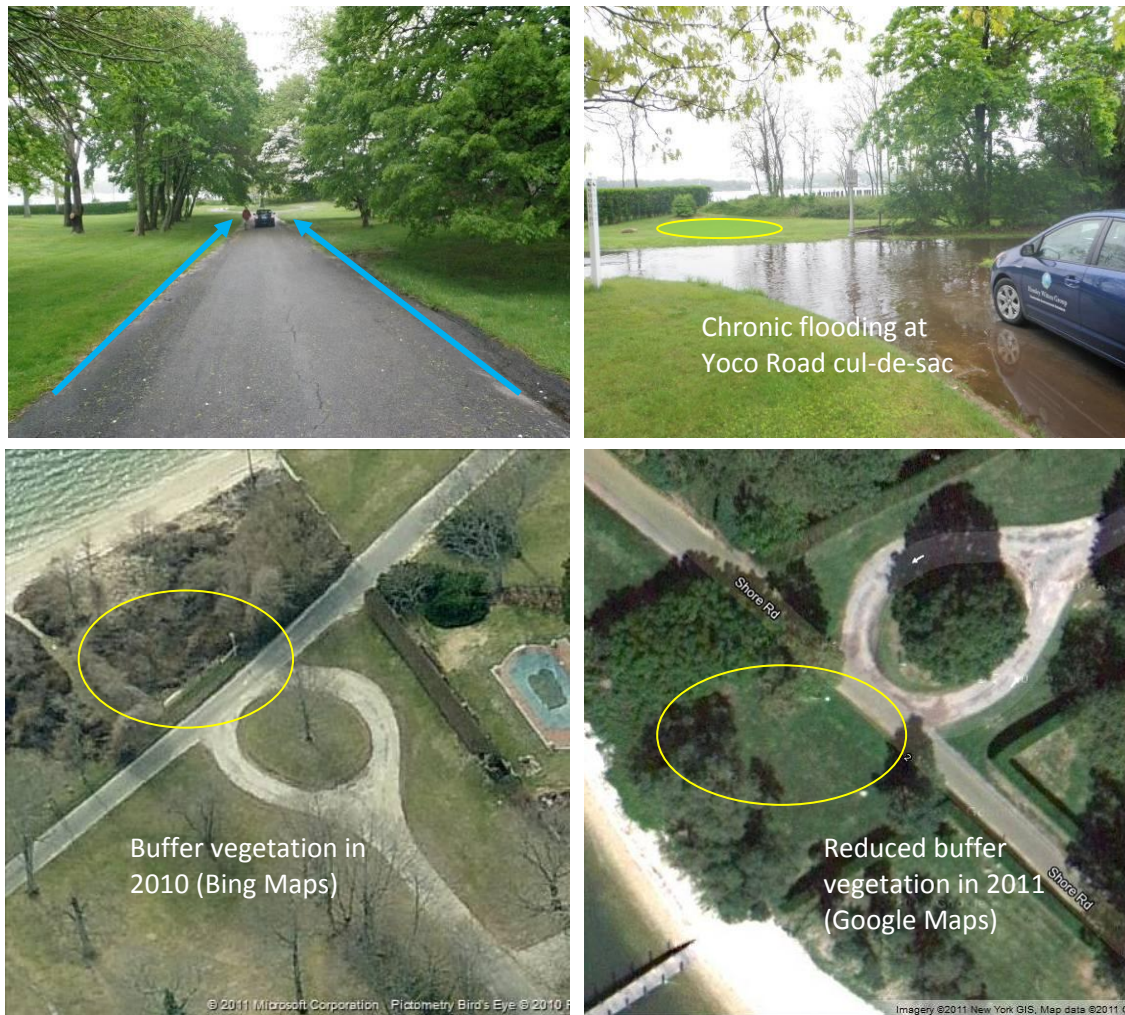 Chronic flooding at
Yoco Road cul-de-sac
Shore Rd
Buffer vegetation in
2010 (Bing Maps)
Reduced buffer
vegetation in 2011
(Google Maps)
Shore Rd
© 2011 Microsoft Corporation Pictometry Bird's Eye © 2010
Imagery ©2011 New York GIS, Map data ©2011